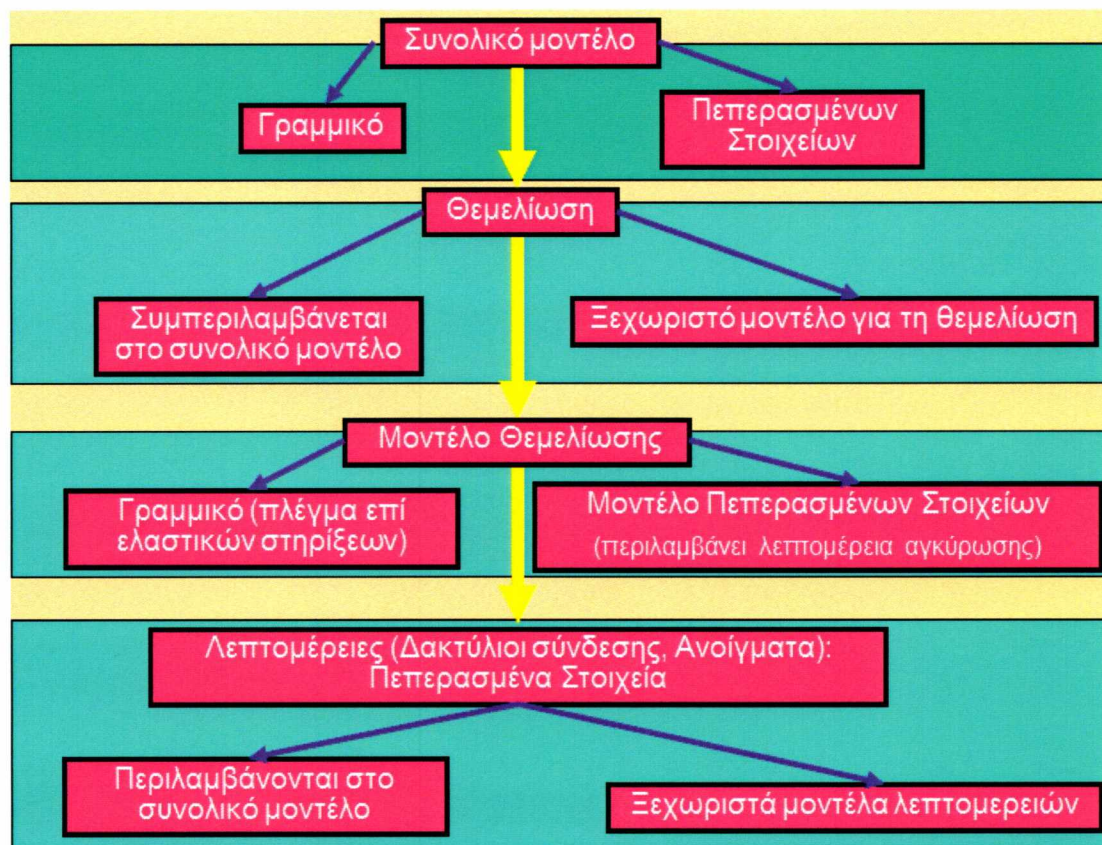 Συνολικό μοντέλο
Γραμμικό
Πεπερασμένων
Στοιχείων
Θεμελίωση
Συμπεριλαμβάνεται
στο συνολικό μοντέλο
Ξεχωριστό μοντέλο για τη θεμελίωση
Μοντέλο Θεμελίωσης
Γραμμικό (πλέγμα επί
ελαστικών στηρίξεων)
Μοντέλο Πεπερασμένων Στοιχείων
(περιλαμβάνει λεπτομέρεια αγκύρωσης)
Λεπτομέρειες (Δακτύλιοι σύνδεσης, Ανοίγματα):
Πεπερασμένα Στοιχεία
Περιλαμβάνονται στο
συνολικό μοντέλο
Ξεχωριστά μοντέλα λεπτομερειών